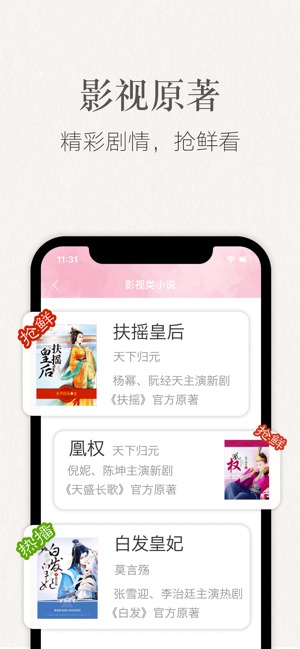 影视原著
精彩剧情，抢鲜看
11:31
影视类小说
抢鲜
扶摇皇后
扶摇皇后
天下归元
杨幂、阮经天主演新剧
《扶摇》官方原著
抢鲜
凰权
天下归元
倪妮、陈坤主演新剧
《天盛长歌》官方原著
凰权
热播
白发皇妃
白发皇妃
莫言殇
张雪迎、李治廷主演热剧
《白发》官方原著